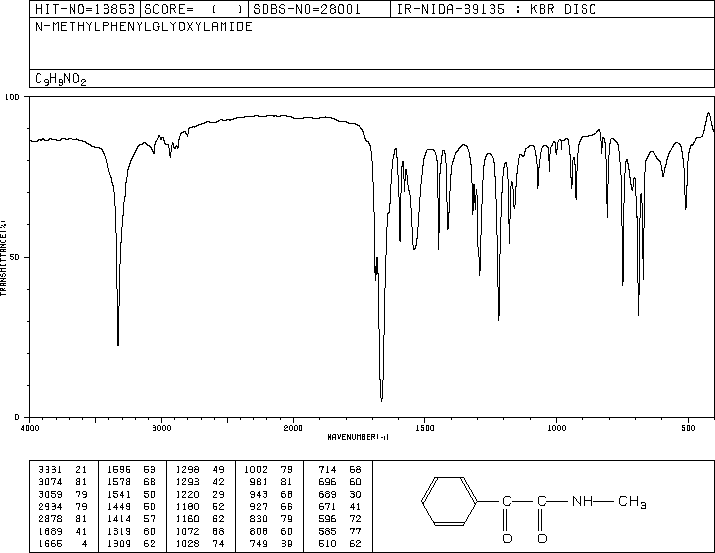 HIT-NO=13853 SCORE= ( ) SDBS-NO=28001 IR-NIDA-39135 : KBR DISC
N-METHYLPHENYLGLYOXYLAMIDE
C9H9NO2
100
50
0
TRANSMITTANCE(%)
4000 3000 2000 1500 1000 500
WAVENUMBER(-1)
3331 21 1596 53 1298 49 1002 79 714 68
3074 81 1578 68 1293 42 981 81 696 60
3059 79 1541 50 1220 29 943 68 689 30
2934 79 1449 50 1180 52 927 66 671 41
2878 81 1414 57 1160 62 830 79 596 72
1689 41 1319 60 1072 68 808 60 585 77
1665 4 1309 62 1028 74 749 39 510 62
C C NH CH3
O O